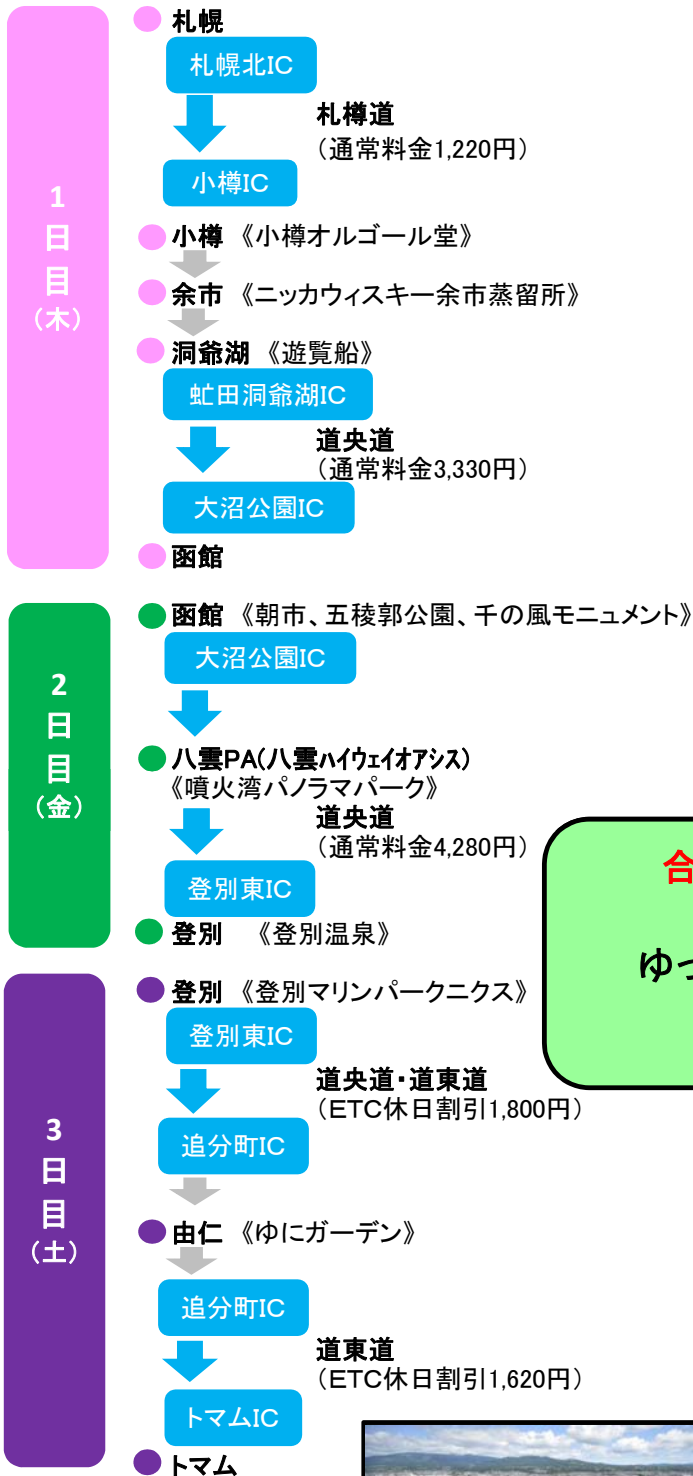 1
日
目
（木）
札幌
札幌北IC
札樽道
（通常料金1,220円）
小樽IC
小樽 《小樽オルゴール堂》
余市 《ニッカウィスキー余市蒸留所》
洞爺湖 《遊覧船》
虻田洞爺湖IC
道央道
（通常料金3,330円）
大沼公園IC
函館
2
日
目
（金）
函館 《朝市、五稜郭公園、千の風モニュメント》
大沼公園IC
八雲PA(八雲ﾊｲｳｪｲｵｱｼｽ)
《噴火湾パノラマパーク》
道央道
（通常料金4,280円）
登別東IC
登別 《登別温泉》
合
ゆっ
3
日
目
（土）
登別 《登別マリンパークニクス》
登別東IC
道央道・道東道
（ETC休日割引1,800円）
追分町IC
由仁 《ゆにガーデン》
追分町IC
道東道
（ETC休日割引1,620円）
トマムIC
トマム